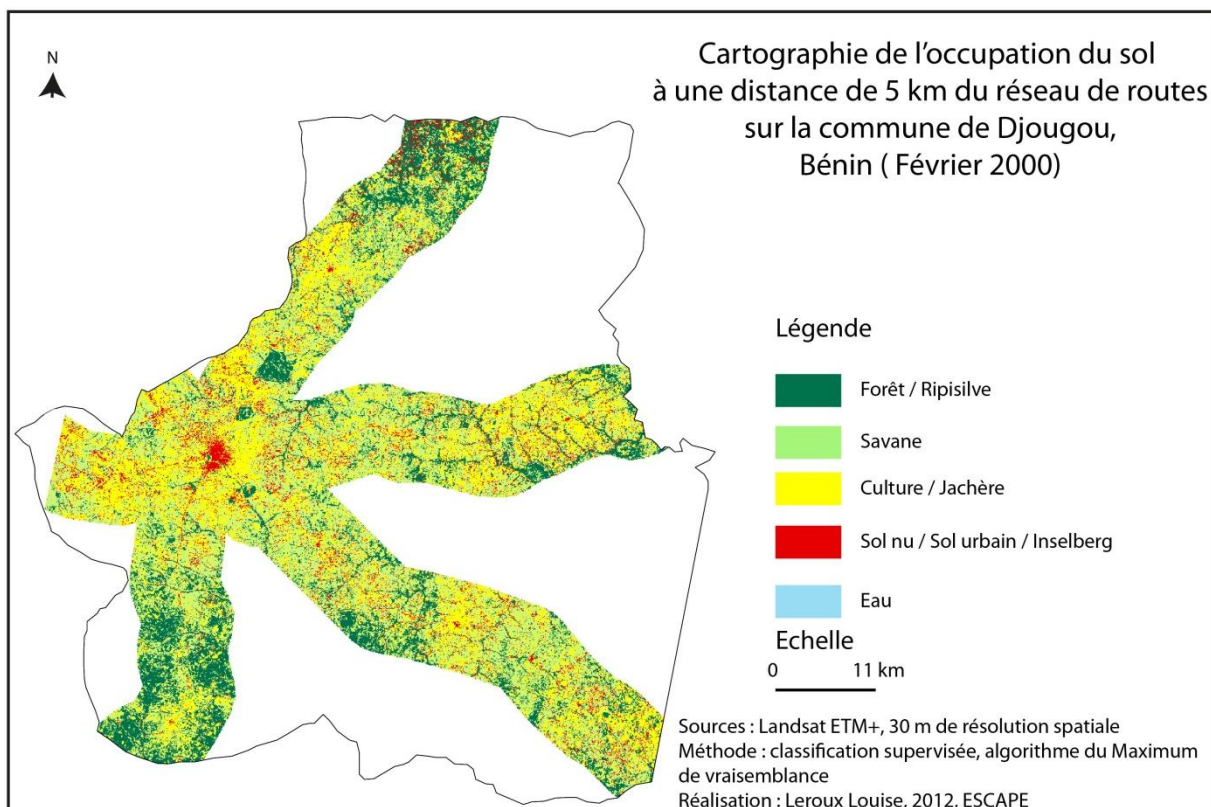 N
Cartographie de l'occupation du sol
à une distance de 5 km du réseau de routes
sur la commune de Djougou,
Bénin ( Février 2000)
Légende
Forêt / Ripisilve
Savane
Culture / Jachère
Sol nu / Sol urbain / Inselberg
Eau
Echelle
0 11 km
Sources : Landsat ETM+, 30 m de résolution spatiale
Méthode : classification supervisée, algorithme du Maximum
de vraisemblance
Réalisation : Leroux Louise, 2012, ESCAPE